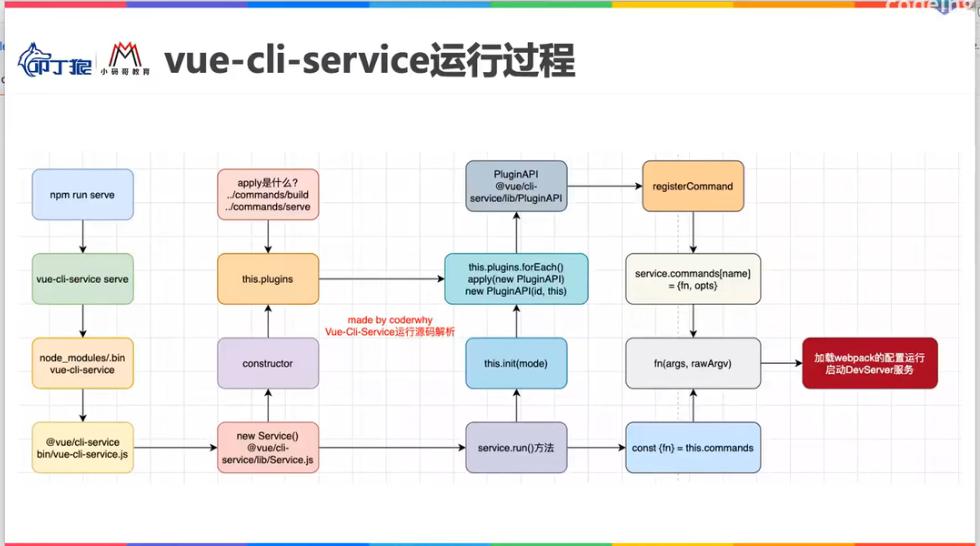 codeing
叩丁狼
小码哥教育
vue-cli-service运行过程
npm run serve
vue-cli-service serve
node_modules/.bin
vue-cli-service
@vue/cli-service
bin/vue-cli-service.js
apply是什么?
../commands/build
../commands/serve
this.plugins
constructor
new Service()
@vue/cli-
service/lib/Service.js
made by coderwhy
Vue-Cli-Service运行源码解析
PluginAPI
@vue/cli-
service/lib/PluginAPI
this.plugins.forEach()
apply(new PluginAPI)
new PluginAPI(id, this)
this.init(mode)
service.run()方法
registerCommand
service.commands[name]
= {fn, opts}
fn(args, rawArgv)
const {fn} = this.commands
加载webpack的配置运行
启动DevServer服务